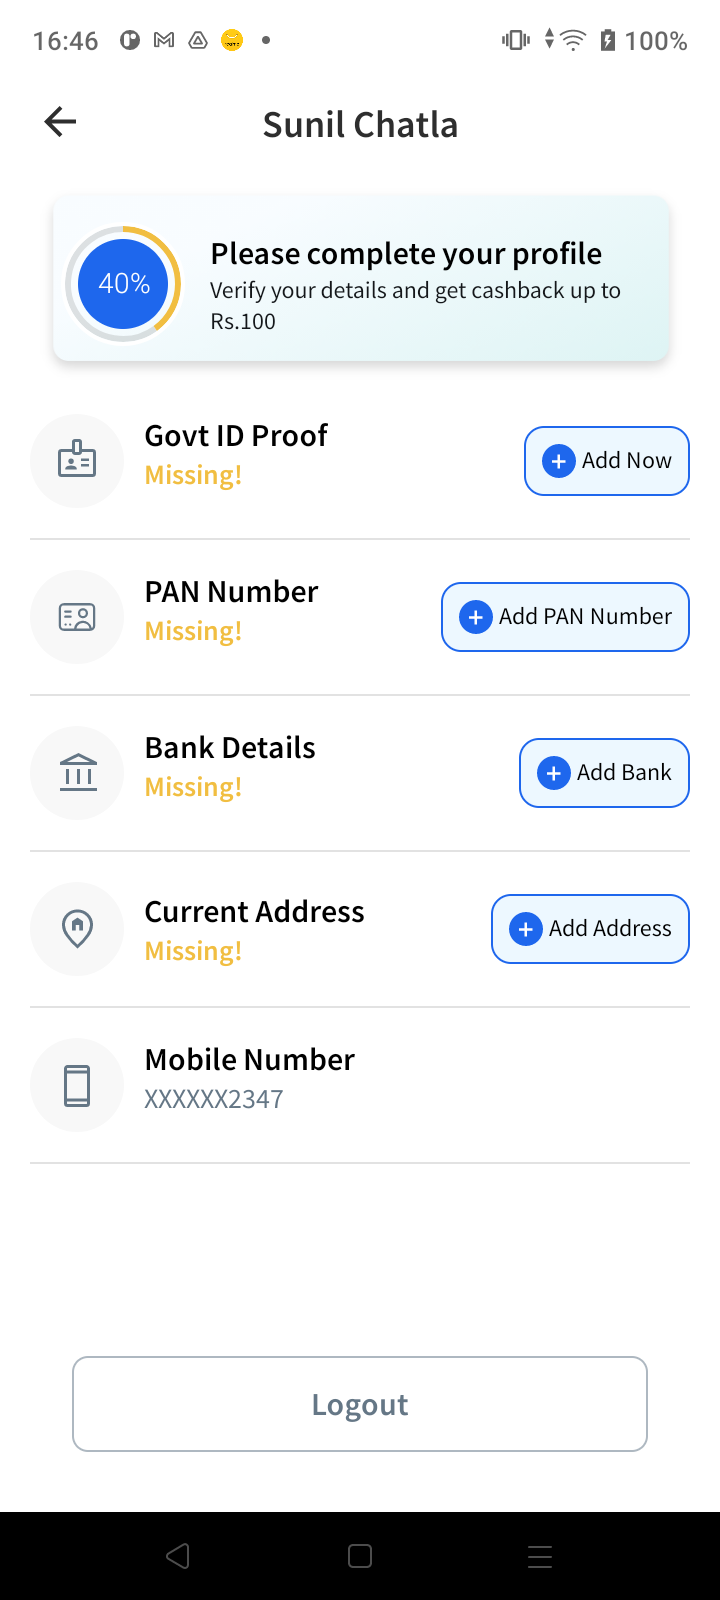 16:46
100%
Sunil Chatla
40%
Please complete your profile
Verify your details and get cashback up to
Rs.100
Govt ID Proof
Missing!
Add Now
PAN Number
Missing!
Add PAN Number
Bank Details
Missing!
Add Bank
Current Address
Missing!
Add Address
Mobile Number
XXXXXX2347
Logout